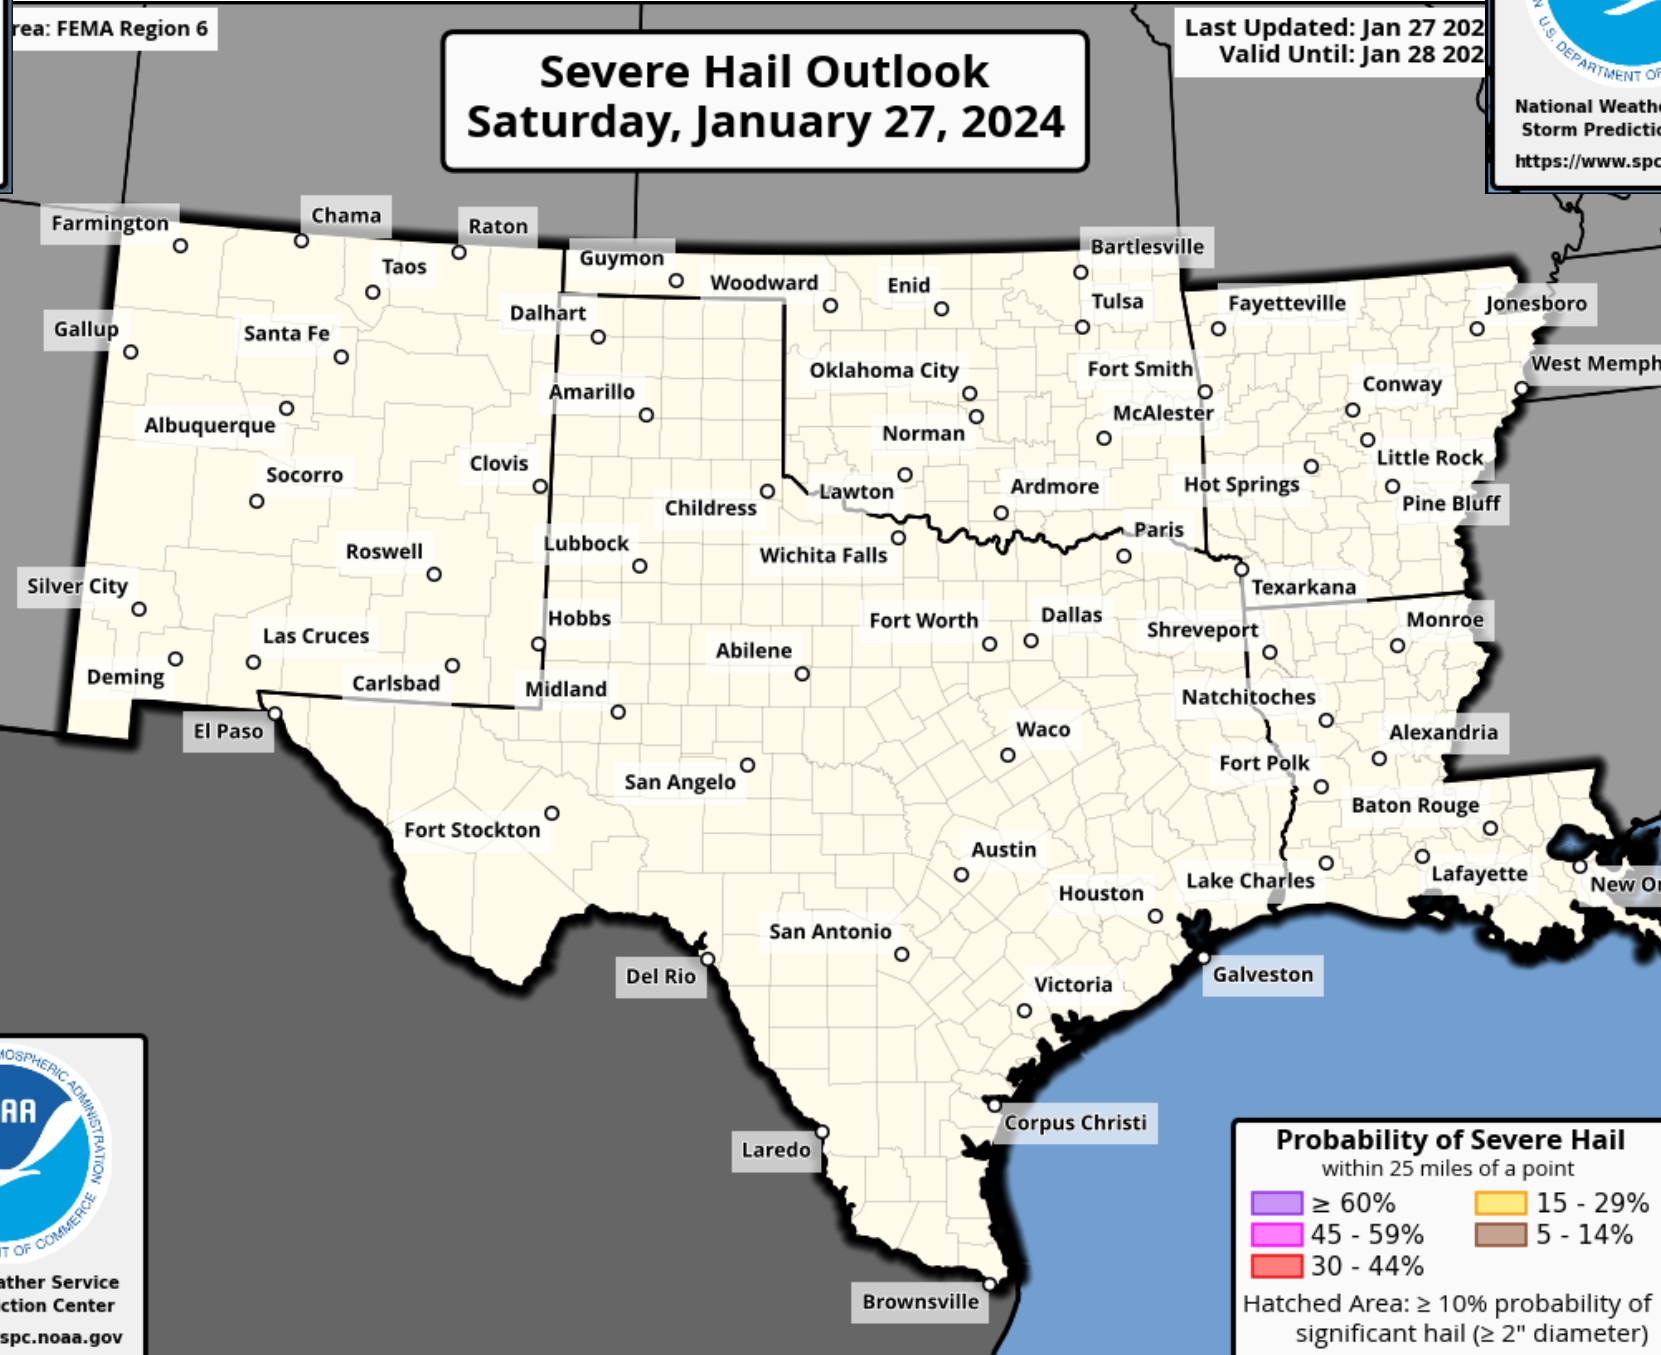 rea: FEMA Region 6
Severe Hail Outlook
Saturday, January 27, 2024
Last Updated: Jan 27 202
Valid Until: Jan 28 202
U.S. DEPARTMENT OF
National Weathe
Storm Predictio
https://www.spc
Farmington
Chama
Raton
Taos
Guymon
Woodward
Enid
Bartlesville
Tulsa
Fayetteville
Jonesboro
Gallup
Santa Fe
Dalhart
Oklahoma City
Fort Smith
West Memph
Amarillo
Conway
Albuquerque
Norman
McAlester
Socorro
Clovis
Little Rock
Childress
Lawton
Ardmore
Hot Springs
Pine Bluff
Roswell
Lubbock
Wichita Falls
Paris
Silver City
Texarkana
Las Cruces
Hobbs
Fort Worth
Dallas
Shreveport
Monroe
Deming
Carlsbad
Midland
Abilene
Natchitoches
El Paso
Waco
Alexandria
San Angelo
Fort Polk
Fort Stockton
Baton Rouge
Austin
Houston
Lake Charles
Lafayette
New Or
San Antonio
Del Rio
Victoria
Galveston
Corpus Christi
Laredo
Brownsville
MOSPHERIC ADMINISTRATION
AA
T OF COMMERCE
ather Service
ction Center
spc.noaa.gov
Probability of Severe Hail
within 25 miles of a point
≥ 60%
15 - 29%
45 - 59%
5 - 14%
30 - 44%
Hatched Area: ≥ 10% probability of
significant hail (≥ 2" diameter)